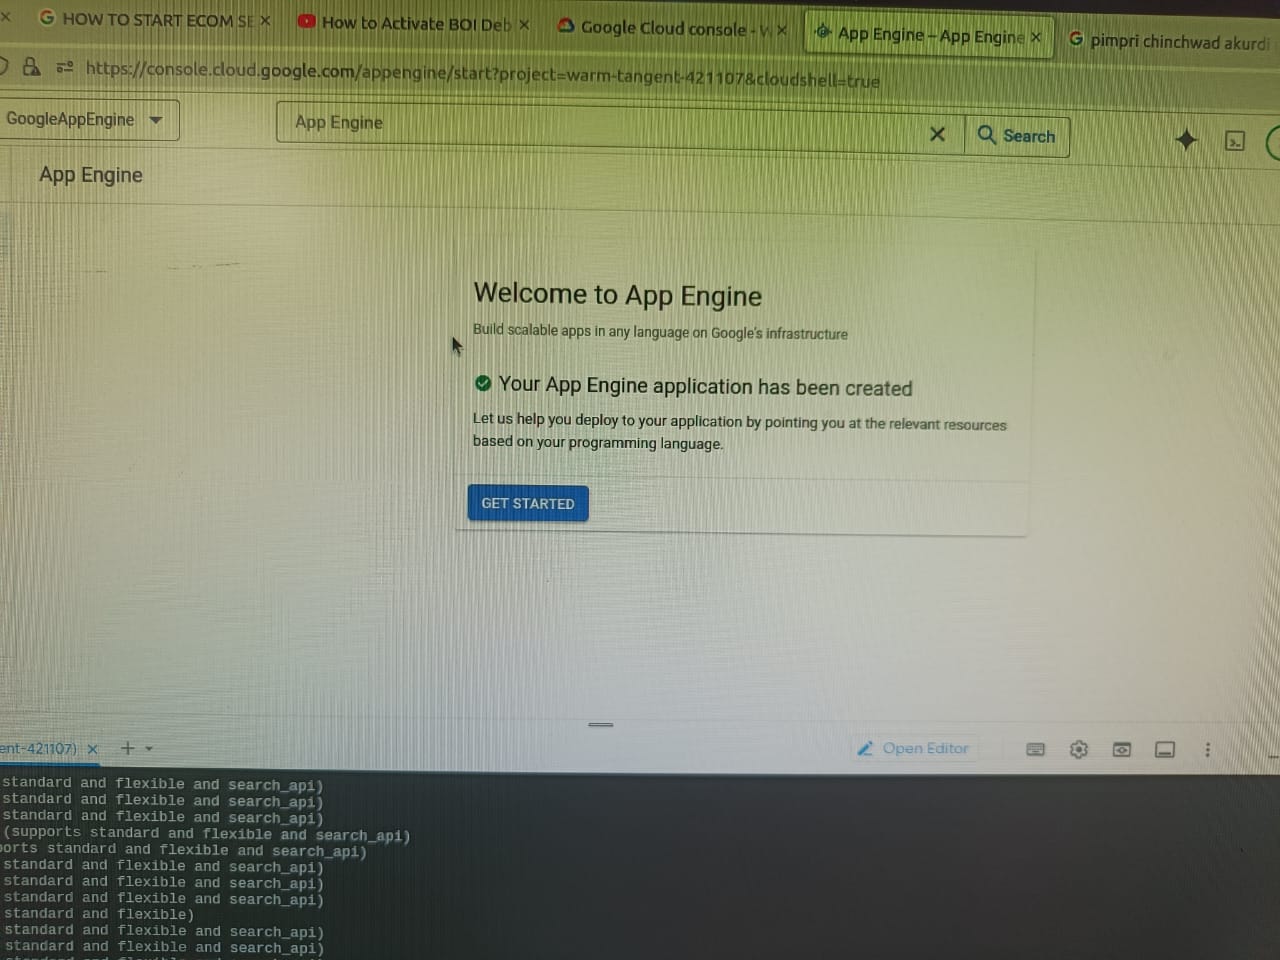 HOW TO START ECOM SE
How to Activate BOI Deb
Google Cloud console - W
App Engine – App Engine
pimpri chinchwad akurdi
https://console.cloud.google.com/appengine/start?project=warm-tangent-421107&cloudshell=true
GoogleAppEngine
App Engine
Search
App Engine
Welcome to App Engine
Build scalable apps in any language on Google's infrastructure
Your App Engine application has been created
Let us help you deploy to your application by pointing you at the relevant resources
based on your programming language.
GET STARTED
ent-421107)
Open Editor
standard and flexible and search_api)
standard and flexible and search_api)
standard and flexible and search_api)
(supports standard and flexible and search_api)
orts standard and flexible and search_api)
standard and flexible and search_api)
standard and flexible and search_api)
standard and flexible and search_api)
standard and flexible)
standard and flexible and search_api)
standard and flexible and search_api)